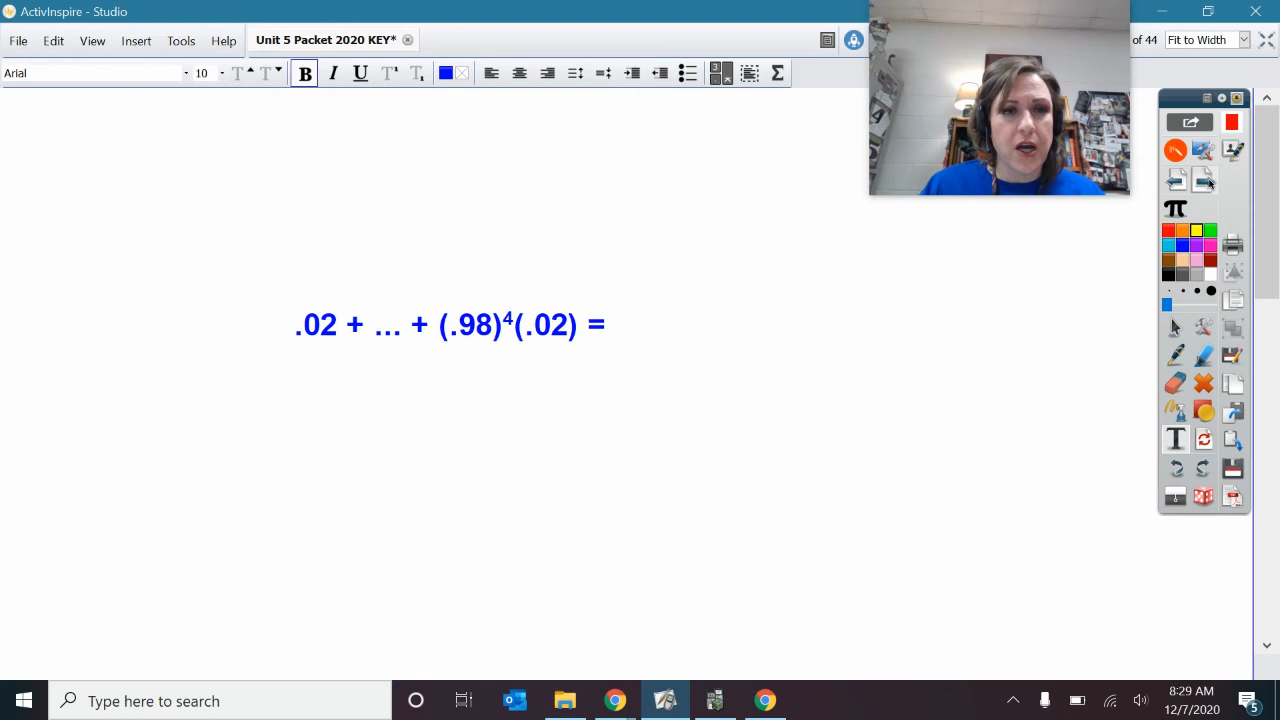 ActivInspire - Studio
File Edit View Insert Tools Help
Unit 5 Packet 2020 KEY*
of 44
Fit to Width
Arial
10
B I U
.02 + ... + (.98)⁴(.02) =
Type here to search
8:29 AM
12/7/2020
5